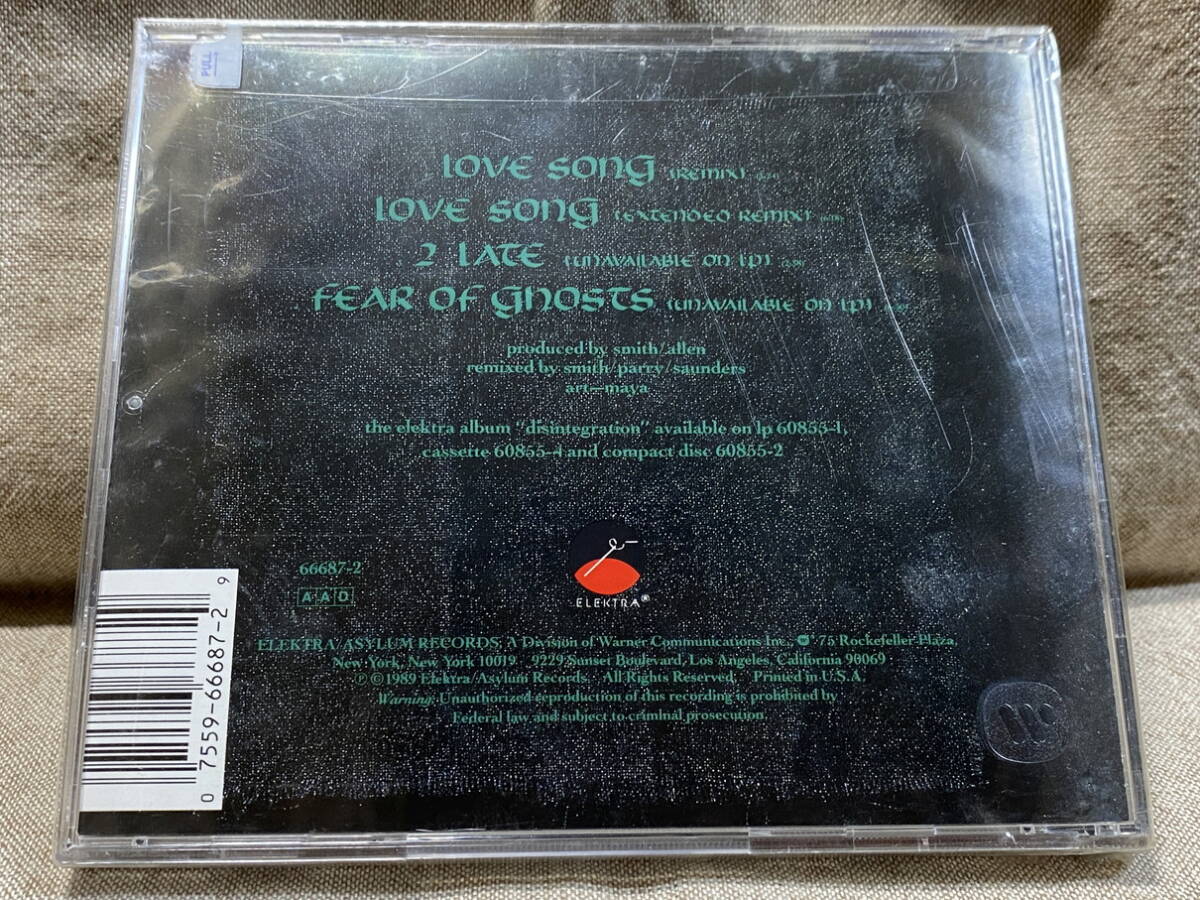 PULL
LOVE SONG (REMIX)
LOVE SONG (EXTENDED REMIX)
2 LATE (UNAVAILABLE ON LP)
FEAR OF GHOSTS (UNAVAILABLE ON LP)
produced by smith/allen
remixed by smith/parry/saunders
art—maya
the elektra album "disintegration" available on lp 60855-1,
cassette 60855-4 and compact disc 60855-2
ELEKTRA®
66687-2
AAD
ELEKTRA/ASYLUM RECORDS, A Division of Warner Communications Inc., 75 Rockefeller Plaza,
New York, New York 10019. 9229 Sunset Boulevard, Los Angeles, California 90069
℗©1989 Elektra/Asylum Records. All Rights Reserved. Printed in U.S.A.
Warning: Unauthorized reproduction of this recording is prohibited by
Federal law and subject to criminal prosecution.
0 7559-66687-2 9